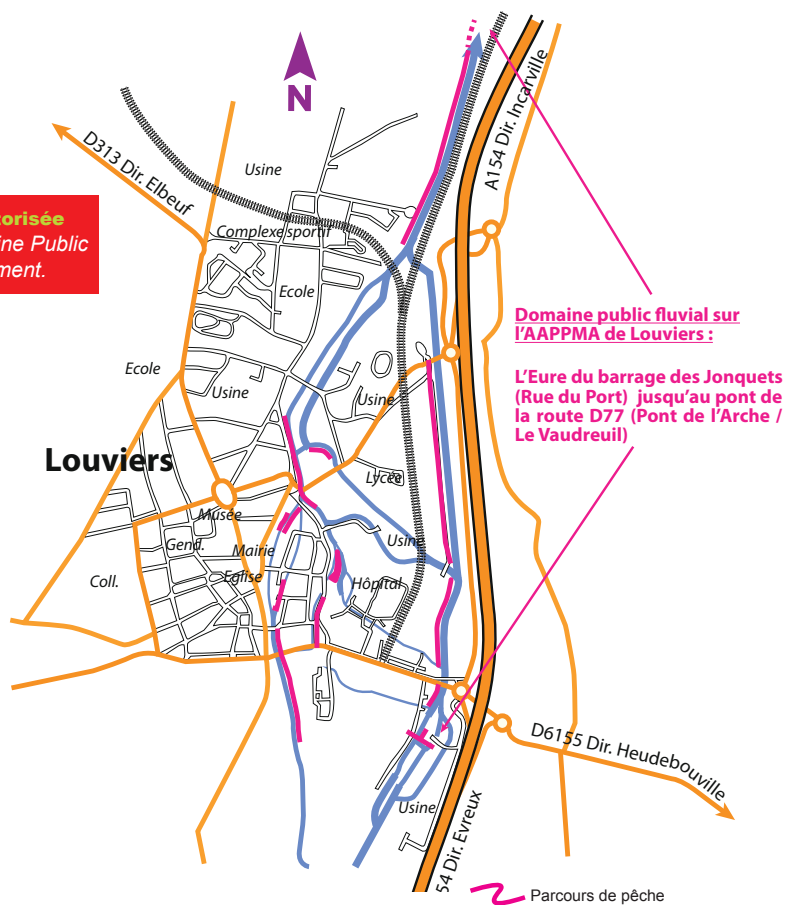 N
A154 Dir. Incarville
D313 Dir. Elbeuf
Usine
torisée
ine Public
ment.
Complexe sportif
Ecole
Domaine public fluvial sur
l'AAPPMA de Louviers :
L'Eure du barrage des Jonquets
(Rue du Port) jusqu'au pont de
la route D77 (Pont de l'Arche /
Le Vaudreuil)
Ecole
Usine
Usine
Louviers
Lycée
Musée
Gend.
Mairie
Usine
Coll.
Eglise
Hôpital
D6155 Dir. Heudebouville
Usine
54 Dir. Evreux
Parcours de pêche